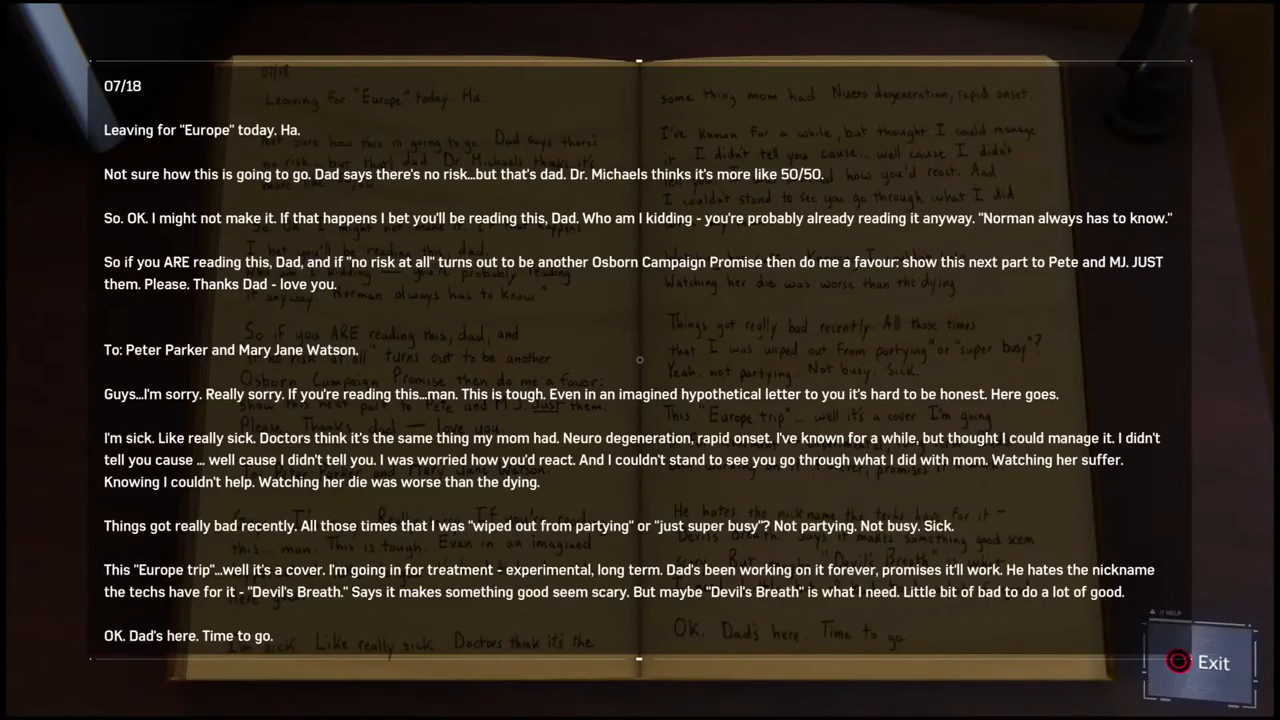 07/18
Leaving for "Europe" today. Ha.
Not sure how this is going to go. Dad says there's no risk...but that's dad. Dr. Michaels thinks it's more like 50/50.
So. OK. I might not make it. If that happens I bet you'll be reading this, Dad. Who am I kidding - you're probably already reading it anyway. "Norman always has to know."
So if you ARE reading this, Dad, and if "no risk at all" turns out to be another Osborn Campaign Promise then do me a favour: show this next part to Pete and MJ. JUST
them. Please. Thanks Dad - love you.
To: Peter Parker and Mary Jane Watson.
Guys...I'm sorry. Really sorry. If you're reading this...man. This is tough. Even in an imagined hypothetical letter to you it's hard to be honest. Here goes.
I'm sick. Like really sick. Doctors think it's the same thing my mom had. Neuro degeneration, rapid onset. I've known for a while, but thought I could manage it. I didn't
tell you cause ... well cause I didn't tell you. I was worried how you'd react. And I couldn't stand to see you go through what I did with mom. Watching her suffer.
Knowing I couldn't help. Watching her die was worse than the dying.
Things got really bad recently. All those times that I was "wiped out from partying" or "just super busy"? Not partying. Not busy. Sick.
This "Europe trip"...well it's a cover. I'm going in for treatment - experimental, long term. Dad's been working on it forever, promises it'll work. He hates the nickname
the techs have for it - "Devil's Breath." Says it makes something good seem scary. But maybe "Devil's Breath" is what I need. Little bit of bad to do a lot of good.
OK. Dad's here. Time to go.
// HELP
Exit